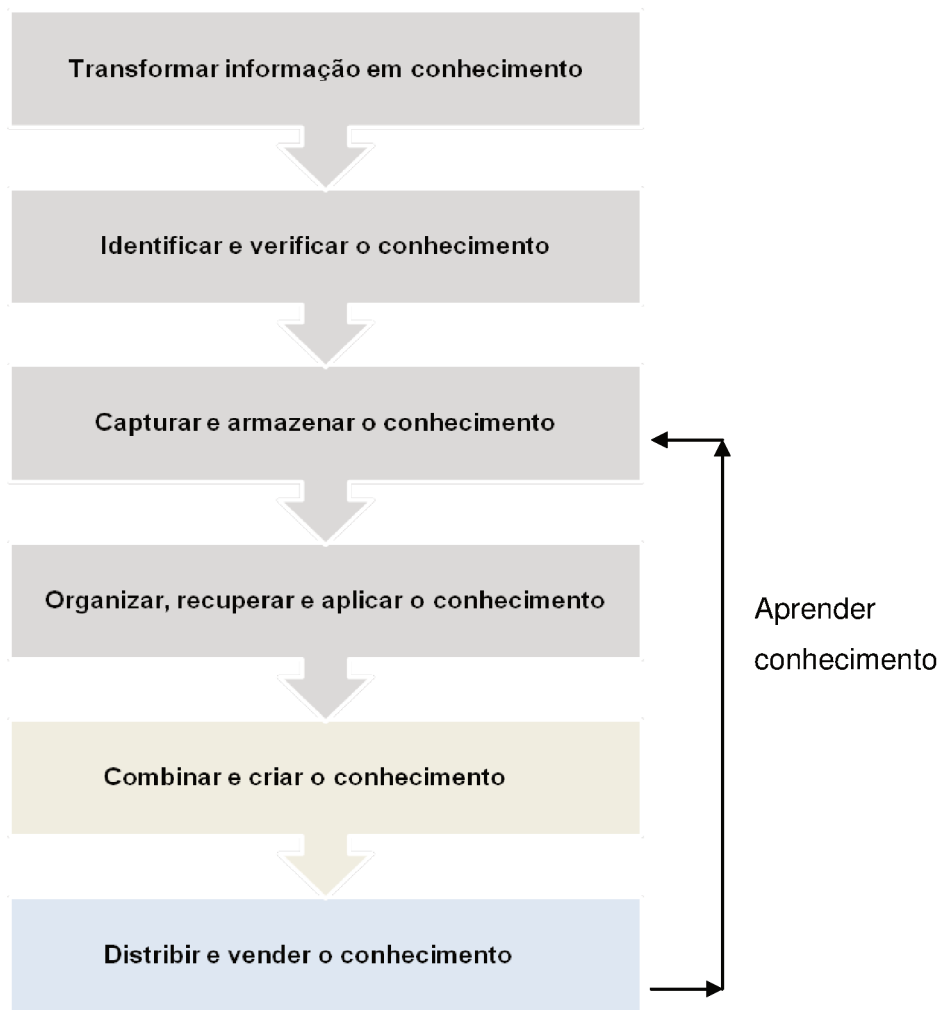 Transformar informação em conhecimento
Identificar e verificar o conhecimento
Capturar e armazenar o conhecimento
Organizar, recuperar e aplicar o conhecimento
Aprender
conhecimento
Combinar e criar o conhecimento
Distribir e vender o conhecimento